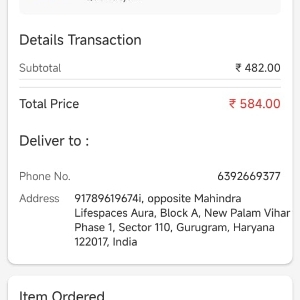 Details Transaction
Subtotal ₹ 482.00
Total Price ₹ 584.00
Deliver to :
Phone No. 6392669377
Address 91789619674i, opposite Mahindra
Lifespaces Aura, Block A, New Palam Vihar
Phase 1, Sector 110, Gurugram, Haryana
122017, India
Item Ordered